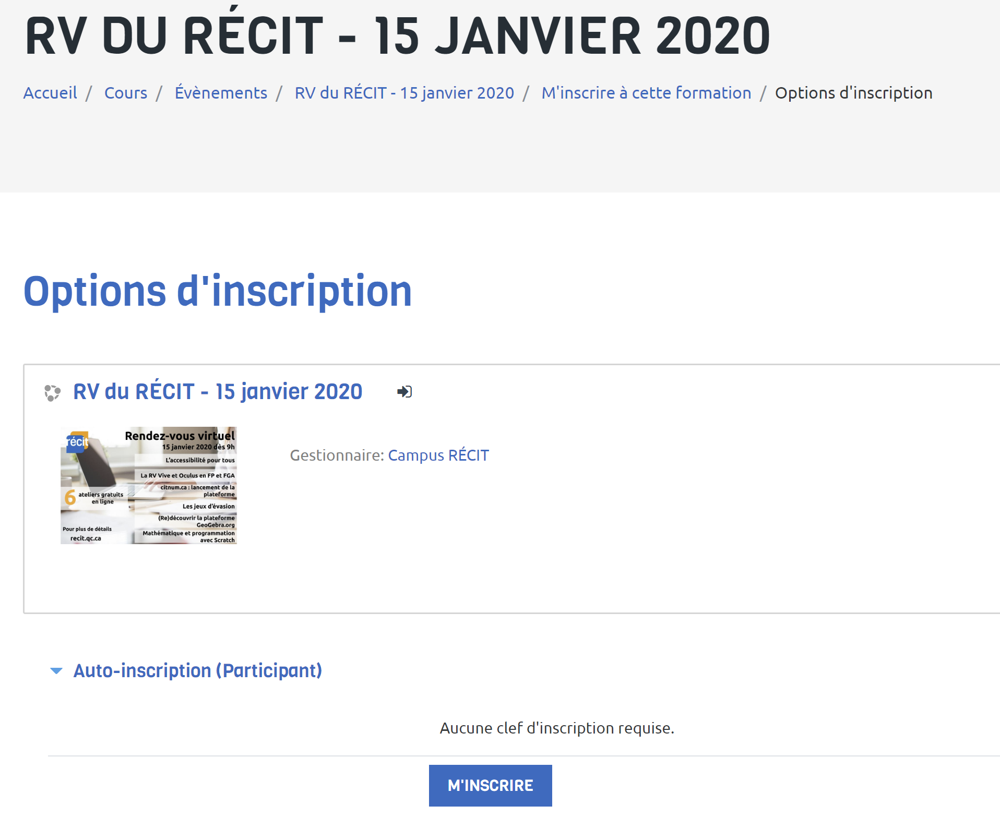 RV DU RÉCIT - 15 JANVIER 2020
Accueil / Cours / Évènements / RV du RÉCIT - 15 janvier 2020 / M'inscrire à cette formation / Options d'inscription
Options d'inscription
RV du RÉCIT - 15 janvier 2020
récit
Rendez-vous virtuel
15 janvier 2020 dès 9h
L'accessibilité pour tous
La RV Vive et Oculus en FP et FGA
citnum.ca : lancement de la
plateforme
Les jeux d'évasion
(Re)découvrir la plateforme
GeoGebra.org
Mathématique et programmation
avec Scratch
6 ateliers gratuits
en ligne
Pour plus de détails
recit.qc.ca
Gestionnaire: Campus RÉCIT
Auto-inscription (Participant)
Aucune clef d'inscription requise.
M'INSCRIRE